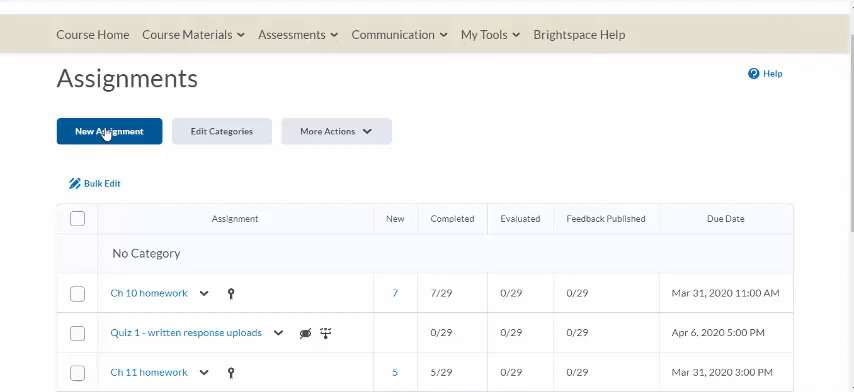 Course Home Course Materials Assessments Communication My Tools Brightspace Help
Assignments
Help
New Assignment Edit Categories More Actions
Bulk Edit
Assignment New Completed Evaluated Feedback Published Due Date
No Category
Ch 10 homework 7 7/29 0/29 0/29 Mar 31, 2020 11:00 AM
Quiz 1 - written response uploads 0/29 0/29 0/29 Apr 6, 2020 5:00 PM
Ch 11 homework 5 5/29 0/29 0/29 Mar 31, 2020 3:00 PM